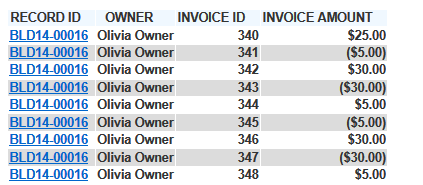 RECORD ID OWNER INVOICE ID INVOICE AMOUNT
BLD14-00016 Olivia Owner 340 $25.00
BLD14-00016 Olivia Owner 341 ($5.00)
BLD14-00016 Olivia Owner 342 $30.00
BLD14-00016 Olivia Owner 343 ($30.00)
BLD14-00016 Olivia Owner 344 $5.00
BLD14-00016 Olivia Owner 345 ($5.00)
BLD14-00016 Olivia Owner 346 $30.00
BLD14-00016 Olivia Owner 347 ($30.00)
BLD14-00016 Olivia Owner 348 $5.00